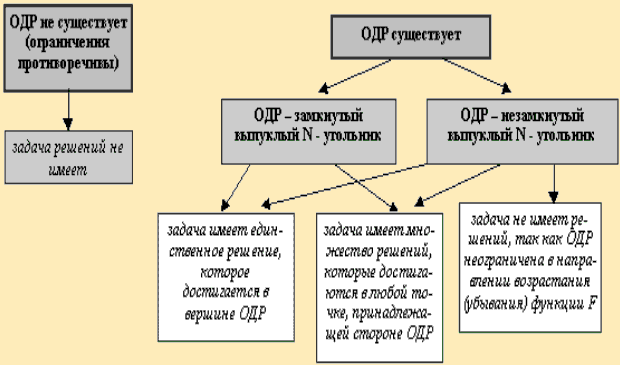 ОДР не существует
(ограничения
противоречивы)
задача решений не
имеет
ОДР существует
ОДР – замкнутый
выпуклый N - угольник
ОДР – незамкнутый
выпуклый N - угольник
задача имеет един-
ственное решение,
которое
достигается в
вершине ОДР
задача имеет мно-
жество решений,
которые достига-
ются в любой то-
чке, принадлежа-
щей стороне ОДР
задача не имеет ре-
шений, так как ОДР
неограничена в напра-
влении возрастания
(убывания) функции F